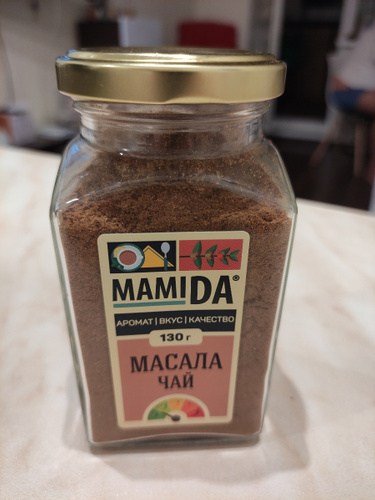 MAMIDA®
АРОМАТ | ВКУС | КАЧЕСТВО
130 г
МАСАЛА
ЧАЙ